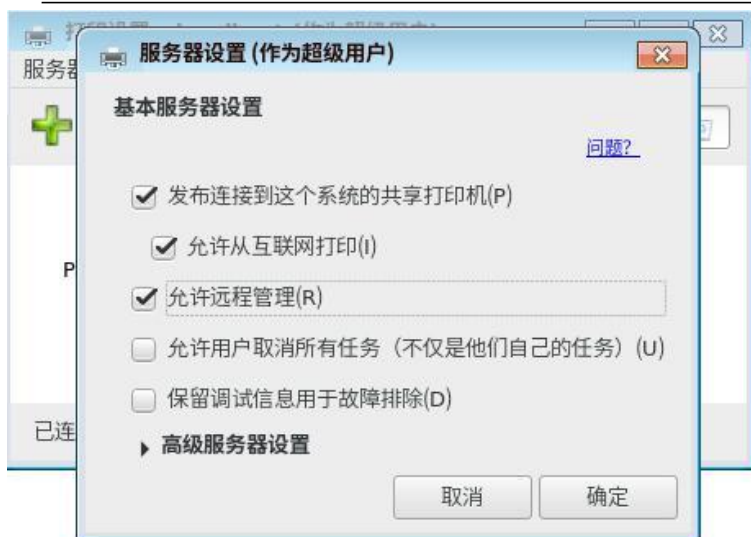 服务器设置 (作为超级用户)
服务器
基本服务器设置
问题?
发布连接到这个系统的共享打印机(P)
允许从互联网打印(I)
P
允许远程管理(R)
允许用户取消所有任务（不仅是他们自己的任务）(U)
保留调试信息用于故障排除(D)
已连
高级服务器设置
取消
确定